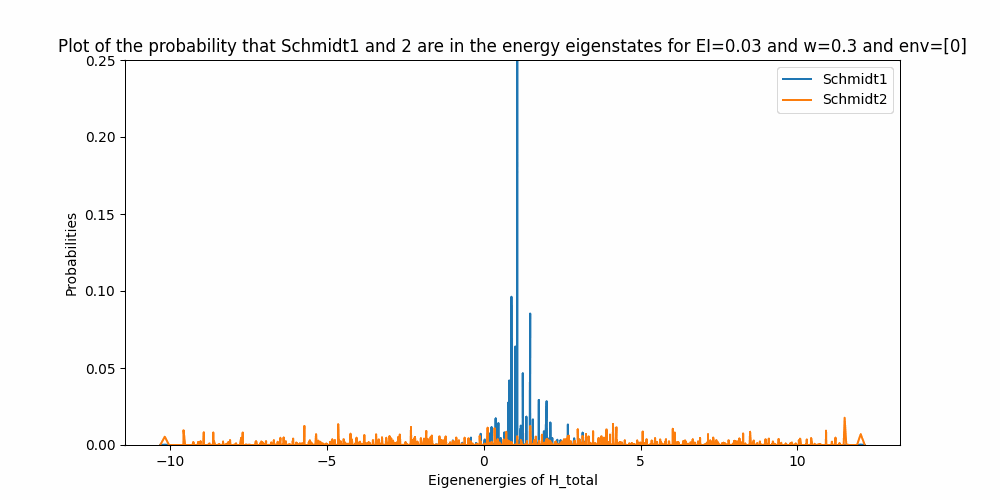 Plot of the probability that Schmidt1 and 2 are in the energy eigenstates for EI=0.03 and w=0.3 and env=[0]
0.25
Schmidt1
Schmidt2
0.20
0.15
Probabilities
0.10
0.05
0.00
−10 −5 0 5 10
Eigenenergies of H_total